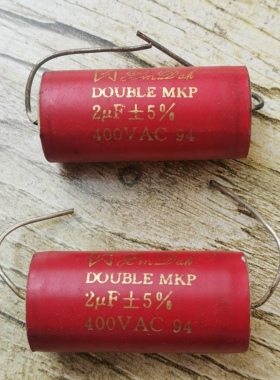 DOUBLE MKP
2µF ± 5%
400VAC 94
DOUBLE MKP
2µF ± 5%
400VAC 94